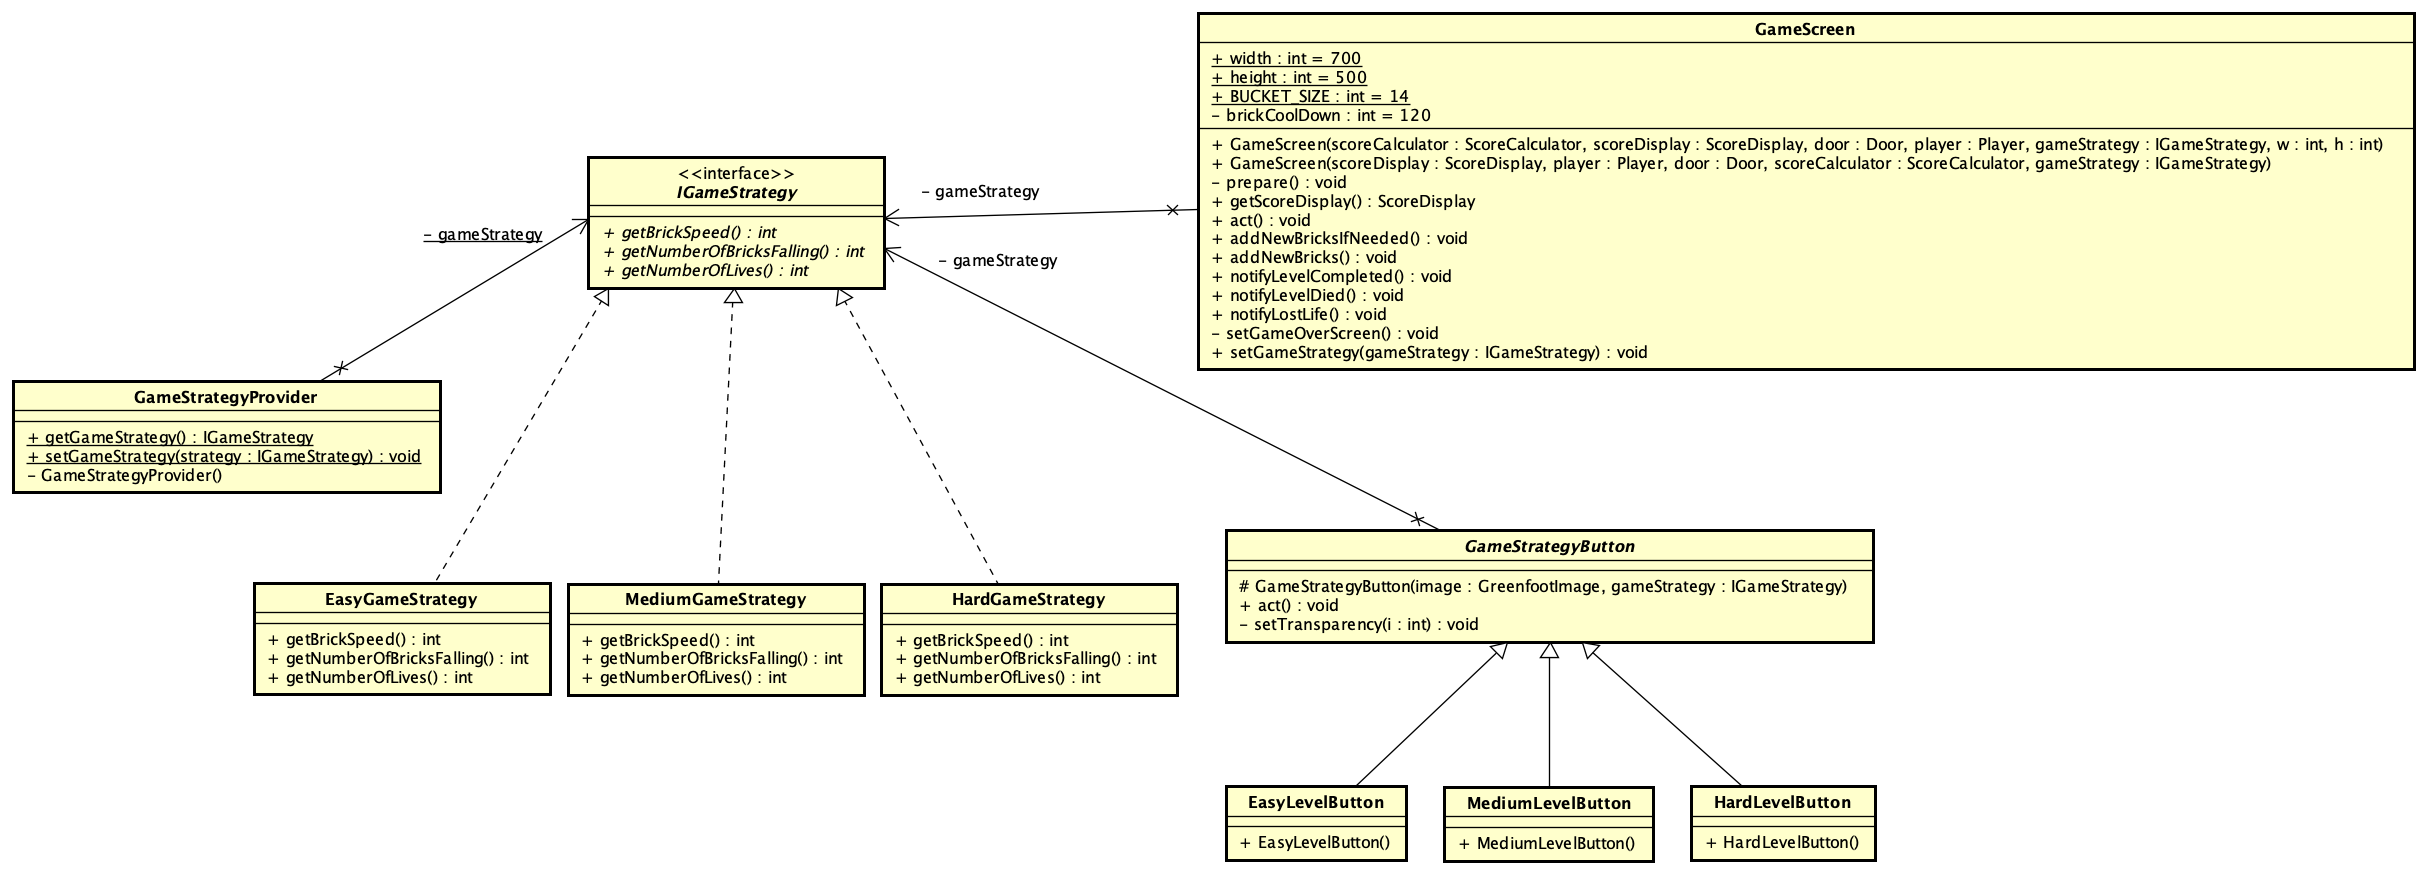 GameScreen
+ width : int = 700
+ height : int = 500
+ BUCKET_SIZE : int = 14
- brickCoolDown : int = 120
+ GameScreen(scoreCalculator : ScoreCalculator, scoreDisplay : ScoreDisplay, door : Door, player : Player, gameStrategy : IGameStrategy, w : int, h : int)
+ GameScreen(scoreDisplay : ScoreDisplay, player : Player, door : Door, scoreCalculator : ScoreCalculator, gameStrategy : IGameStrategy)
- prepare() : void
+ getScoreDisplay() : ScoreDisplay
+ act() : void
+ addNewBricksIfNeeded() : void
+ addNewBricks() : void
+ notifyLevelCompleted() : void
+ notifyLevelDied() : void
+ notifyLostLife() : void
- setGameOverScreen() : void
+ setGameStrategy(gameStrategy : IGameStrategy) : void
<<interface>>
IGameStrategy
+ getBrickSpeed() : int
+ getNumberOfBricksFalling() : int
+ getNumberOfLives() : int
- gameStrategy
- gameStrategy
- gameStrategy
GameStrategyProvider
+ getGameStrategy() : IGameStrategy
+ setGameStrategy(strategy : IGameStrategy) : void
- GameStrategyProvider()
EasyGameStrategy
+ getBrickSpeed() : int
+ getNumberOfBricksFalling() : int
+ getNumberOfLives() : int
MediumGameStrategy
+ getBrickSpeed() : int
+ getNumberOfBricksFalling() : int
+ getNumberOfLives() : int
HardGameStrategy
+ getBrickSpeed() : int
+ getNumberOfBricksFalling() : int
+ getNumberOfLives() : int
GameStrategyButton
# GameStrategyButton(image : GreenfootImage, gameStrategy : IGameStrategy)
+ act() : void
- setTransparency(i : int) : void
EasyLevelButton
+ EasyLevelButton()
MediumLevelButton
+ MediumLevelButton()
HardLevelButton
+ HardLevelButton()